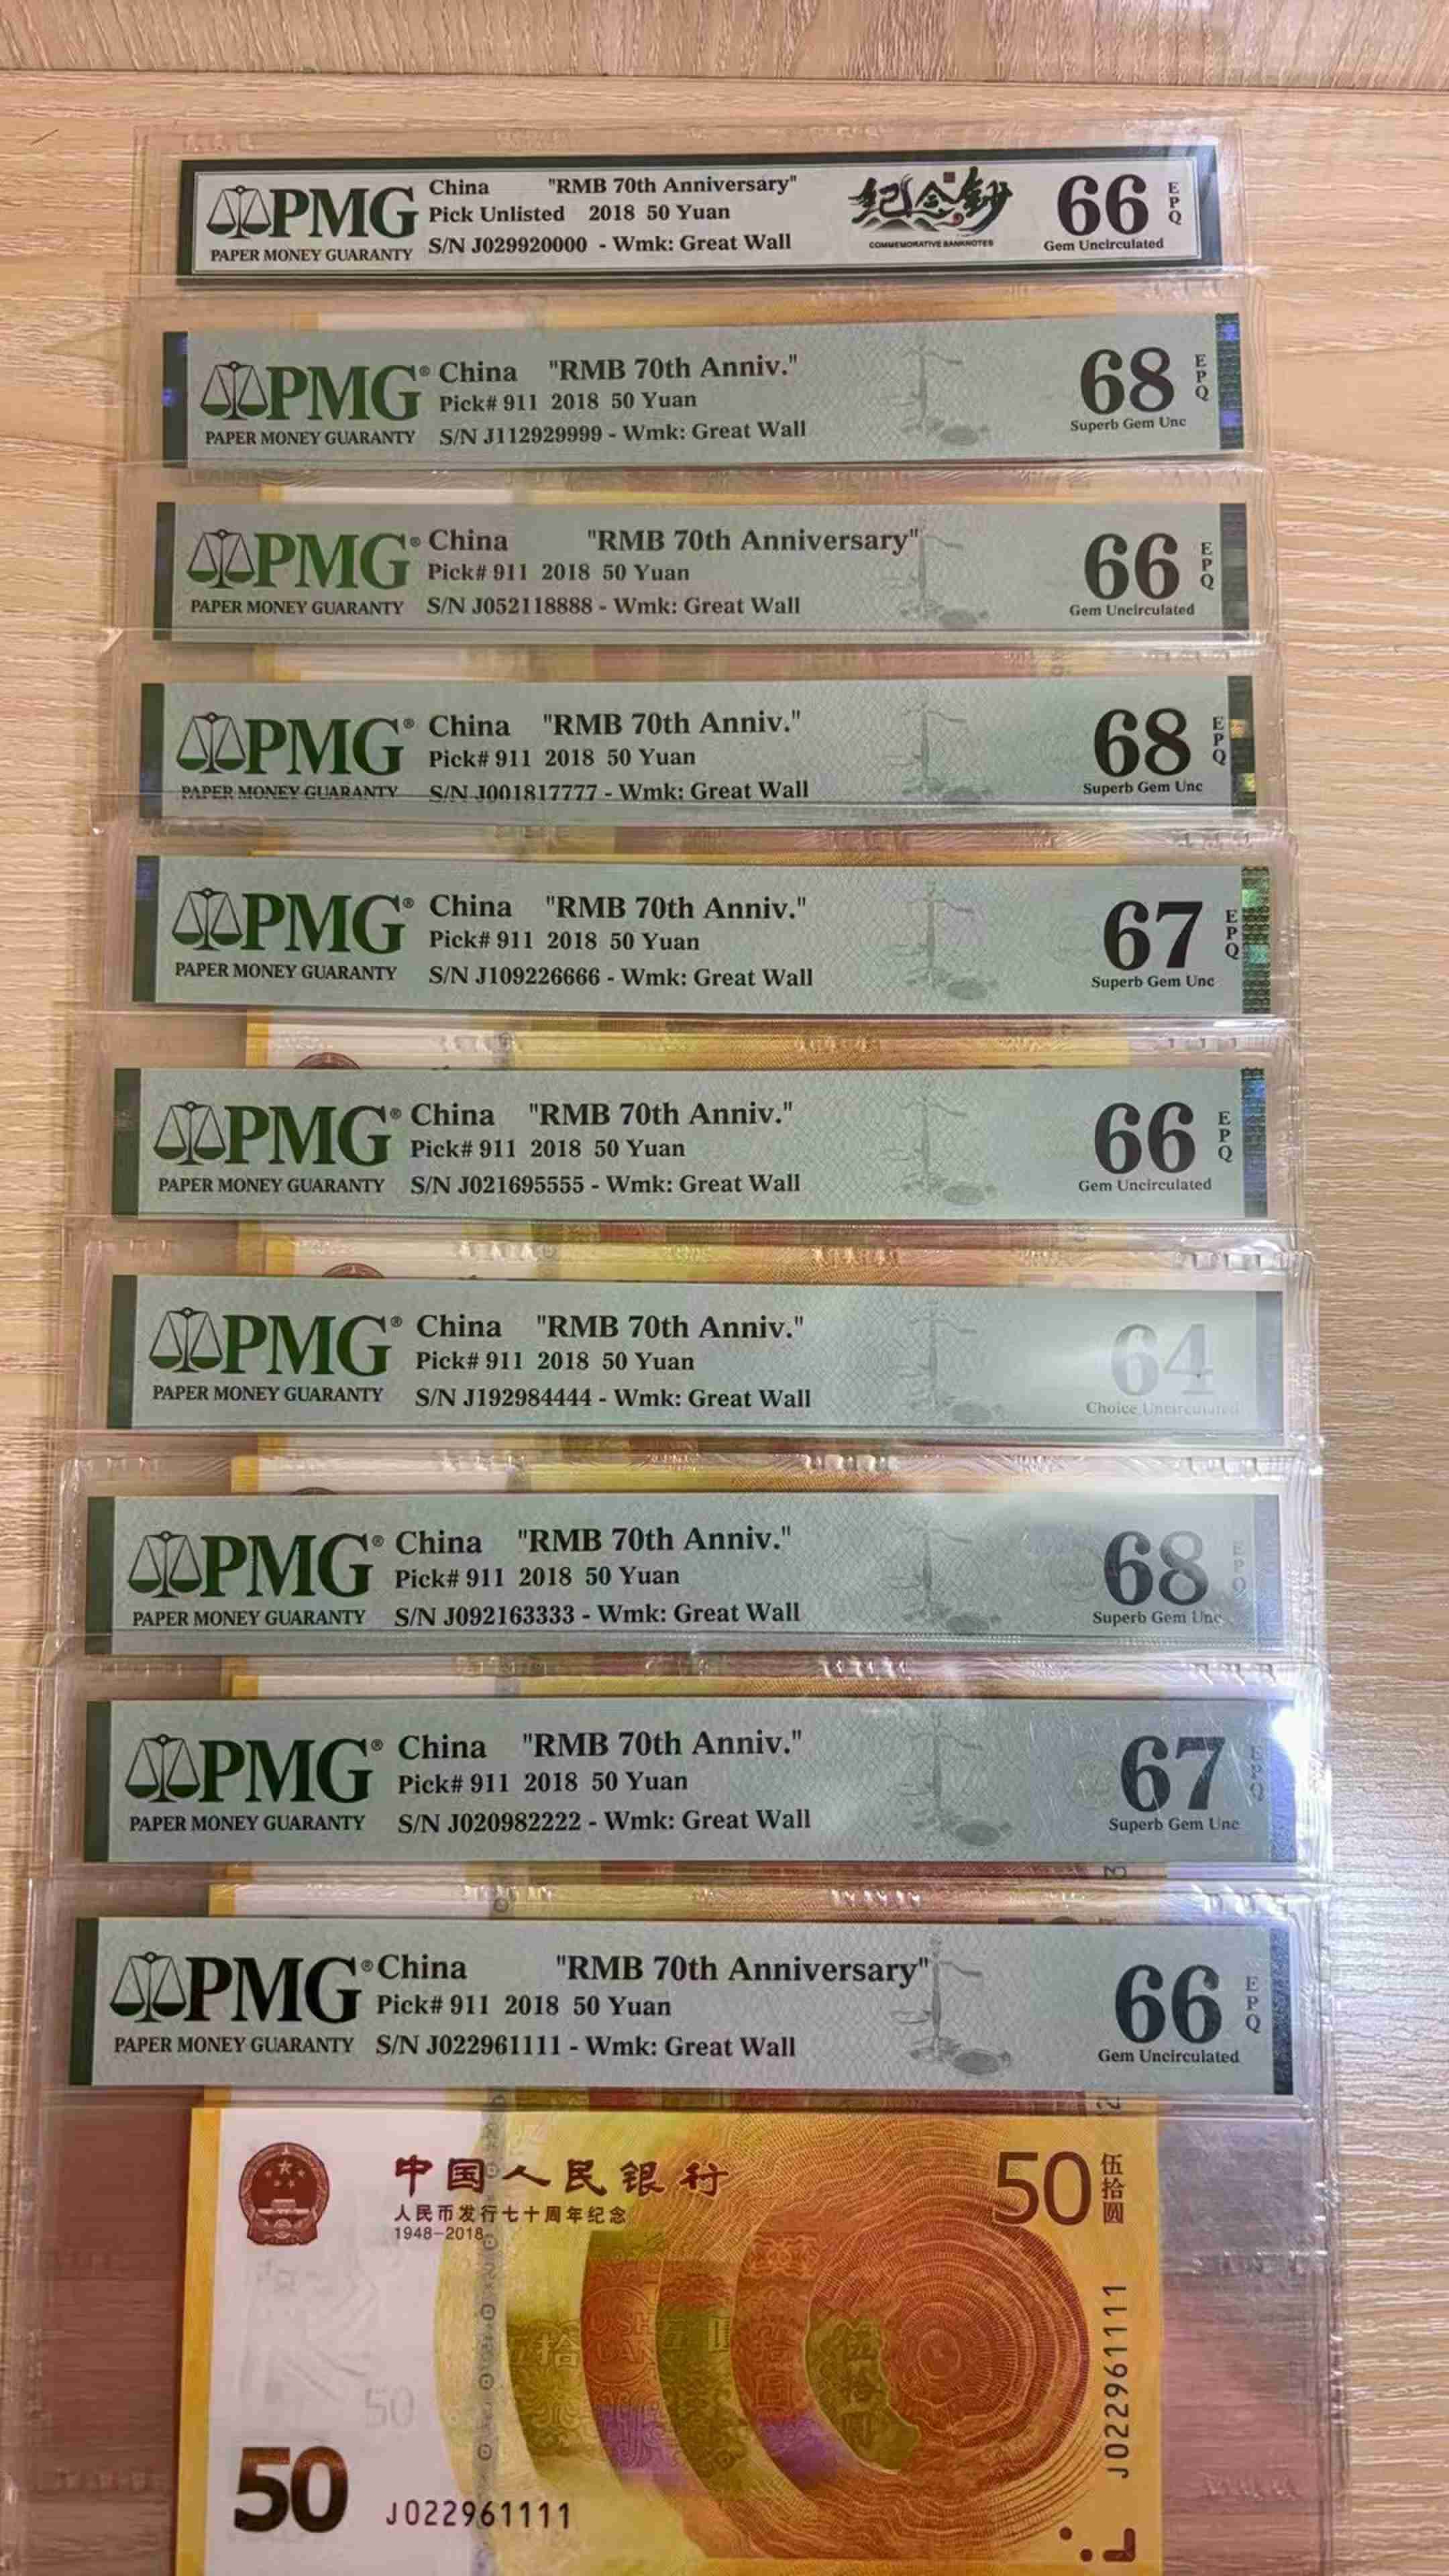 PMG
PAPER MONEY GUARANTY
China "RMB 70th Anniversary"
Pick Unlisted 2018 50 Yuan
S/N J029920000 - Wmk: Great Wall
纪念钞
COMMEMORATIVE BANKNOTES
66 EPQ
Gem Uncirculated
PMG®
PAPER MONEY GUARANTY
China "RMB 70th Anniv."
Pick# 911 2018 50 Yuan
S/N J112929999 - Wmk: Great Wall
68 EPQ
Superb Gem Unc
PMG®
PAPER MONEY GUARANTY
China "RMB 70th Anniversary"
Pick# 911 2018 50 Yuan
S/N J052118888 - Wmk: Great Wall
66 EPQ
Gem Uncirculated
PMG®
PAPER MONEY GUARANTY
China "RMB 70th Anniv."
Pick# 911 2018 50 Yuan
S/N J001817777 - Wmk: Great Wall
68 EPQ
Superb Gem Unc
PMG®
PAPER MONEY GUARANTY
China "RMB 70th Anniv."
Pick# 911 2018 50 Yuan
S/N J109226666 - Wmk: Great Wall
67 EPQ
Superb Gem Unc
PMG®
PAPER MONEY GUARANTY
China "RMB 70th Anniv."
Pick# 911 2018 50 Yuan
S/N J021695555 - Wmk: Great Wall
66 EPQ
Gem Uncirculated
PMG®
PAPER MONEY GUARANTY
China "RMB 70th Anniv."
Pick# 911 2018 50 Yuan
S/N J192984444 - Wmk: Great Wall
64
Choice Uncirculated
PMG®
PAPER MONEY GUARANTY
China "RMB 70th Anniv."
Pick# 911 2018 50 Yuan
S/N J092163333 - Wmk: Great Wall
68 EPQ
Superb Gem Unc
PMG®
PAPER MONEY GUARANTY
China "RMB 70th Anniv."
Pick# 911 2018 50 Yuan
S/N J020982222 - Wmk: Great Wall
67 EPQ
Superb Gem Unc
PMG®
PAPER MONEY GUARANTY
China "RMB 70th Anniversary"
Pick# 911 2018 50 Yuan
S/N J022961111 - Wmk: Great Wall
66 EPQ
Gem Uncirculated
中国人民银行
人民币发行七十周年纪念
1948-2018
50 伍拾圆
伍拾圆
J022961111
50
50
J022961111